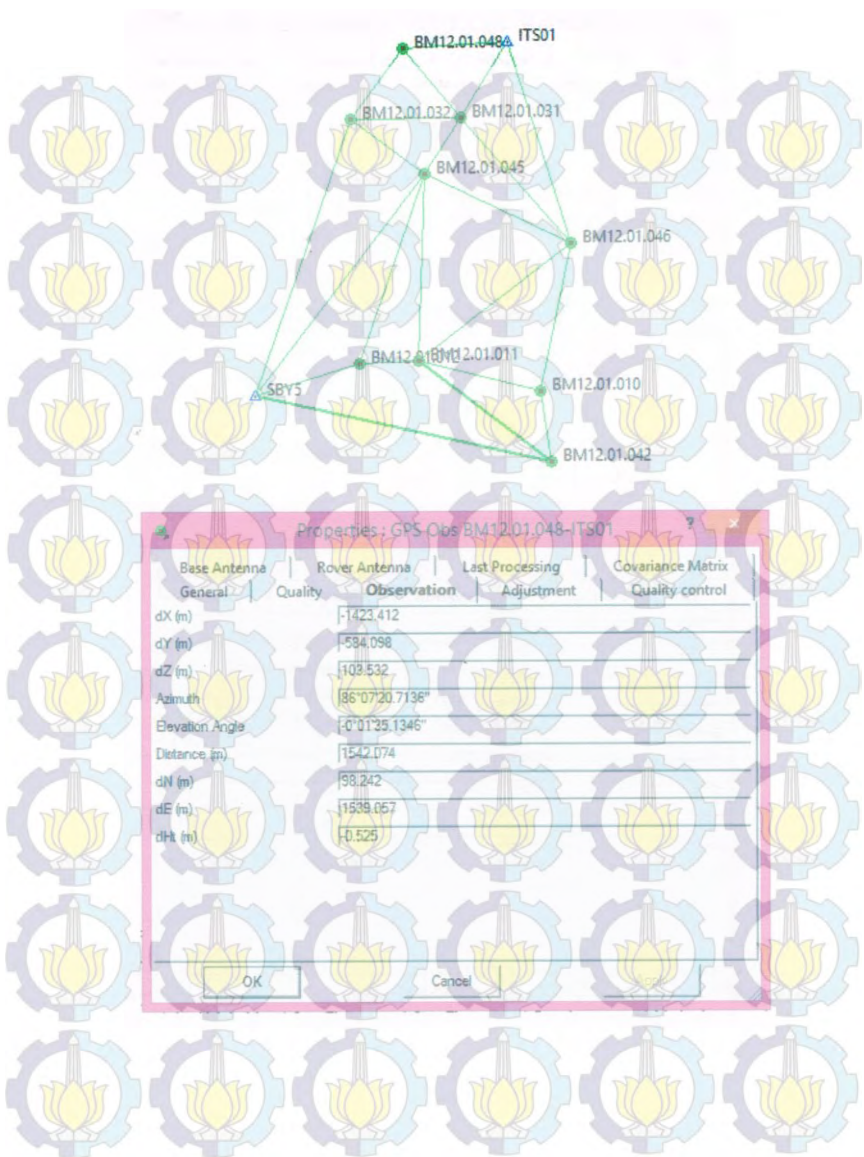 BM12.01.048 ITS01
BM12.01.032 BM12.01.031
BM12.01.045
BM12.01.046
BM12.01.011
SBY5
BM12.01.010
BM12.01.042
Properties : GPS Obs BM12.01.048-ITS01 ? ×
Base Antenna Rover Antenna Last Processing Covariance Matrix
General Quality Observation Adjustment Quality control
dX (m) -1423.412
dY (m) -584.098
dZ (m) 103.532
Azimuth 86°07'20.7136"
Elevation Angle -0°01'35.1346"
Distance (m) 1542.074
dN (m) 98.242
dE (m) 1539.057
dHt (m) -0.525
OK Cancel